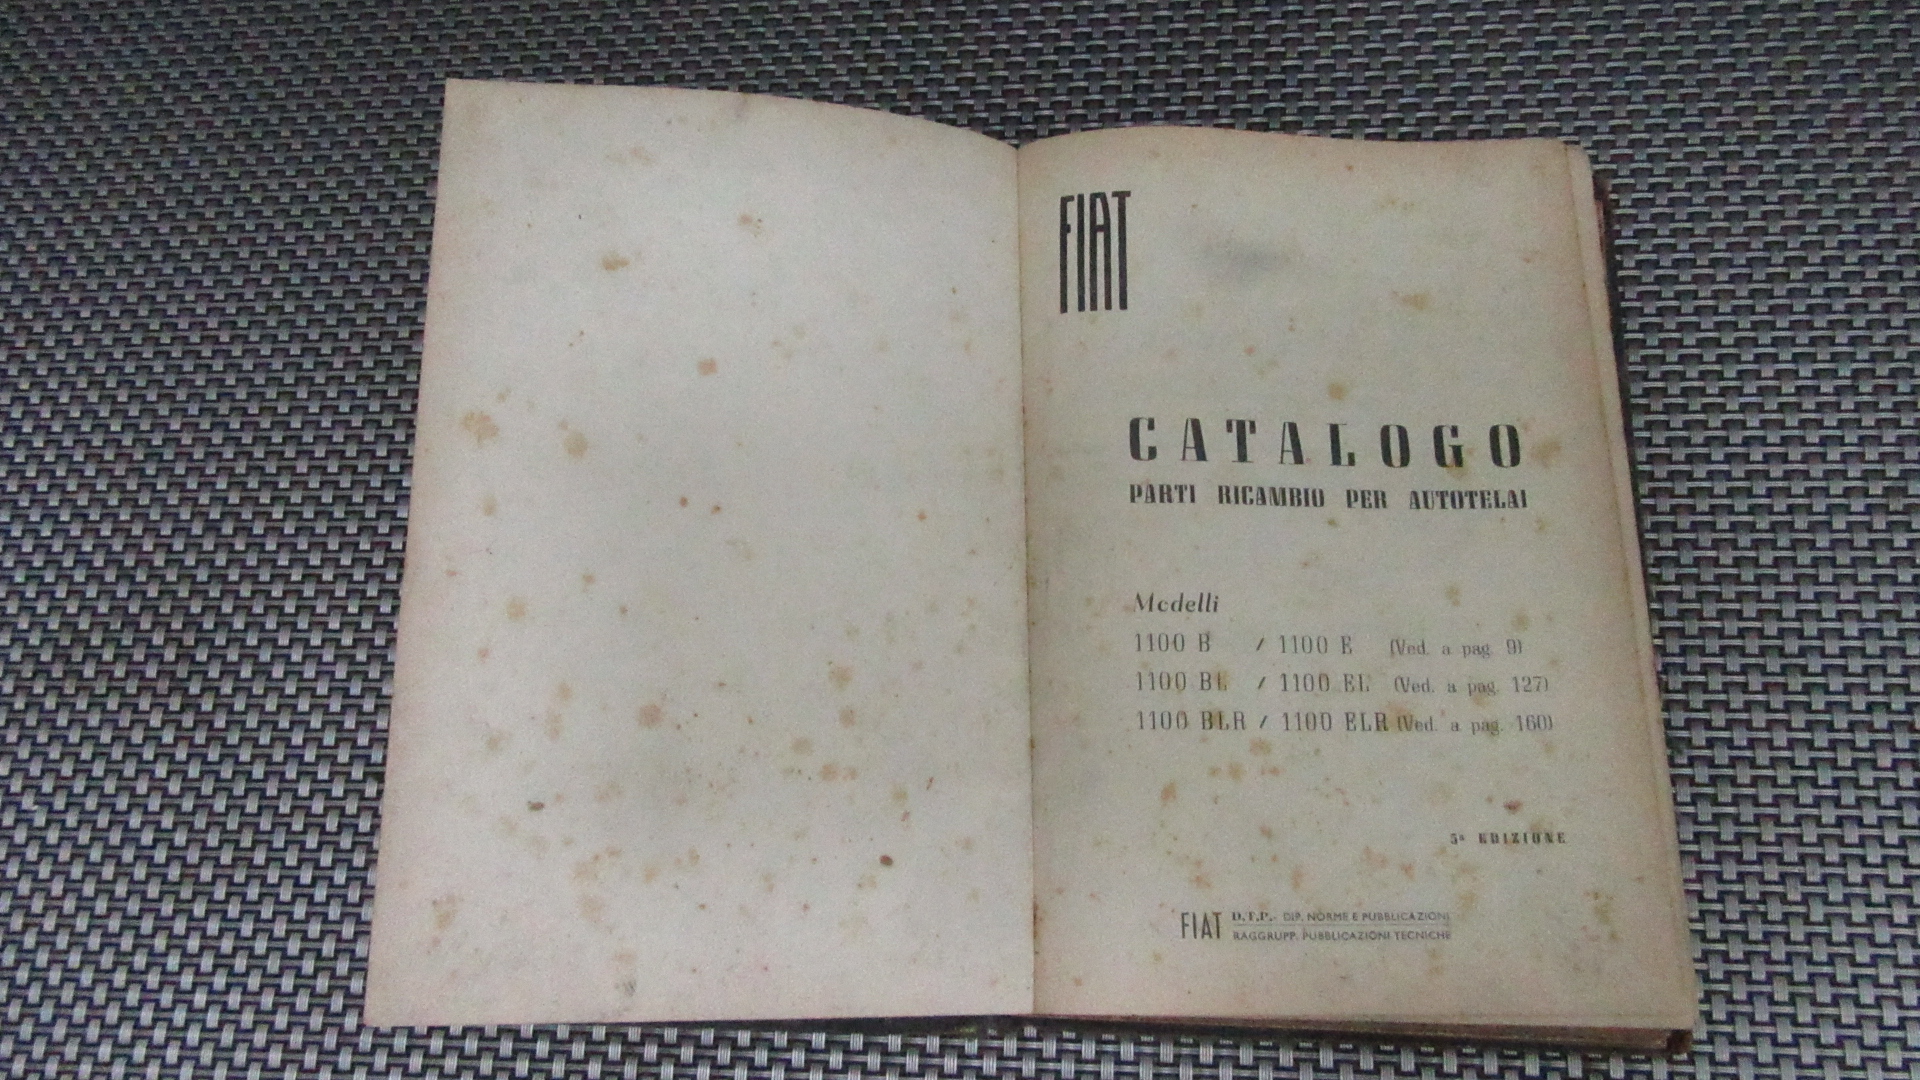 FIAT
CATALOGO
PARTI RICAMBIO PER AUTOTELAI
Modelli
1100 B / 1100 E (Ved. a pag. 9)
1100 BL / 1100 EL (Ved. a pag. 127)
1100 BLR / 1100 ELR (Ved. a pag. 160)
5ª EDIZIONE
FIAT D.T.P. - DIP. NORME E PUBBLICAZIONI
RAGGRUPP. PUBBLICAZIONI TECNICHE